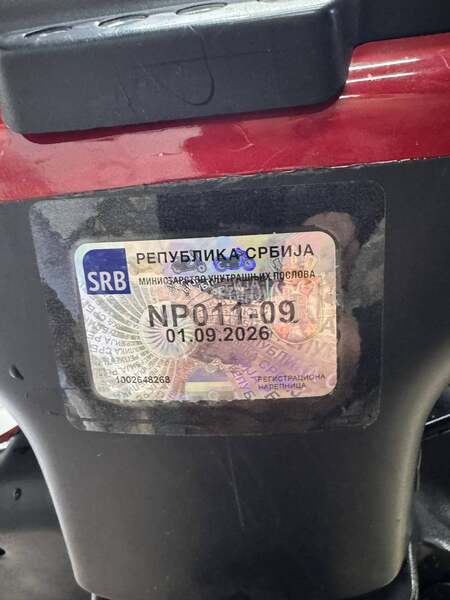 РЕПУБЛИКА СРБИЈА
SRB
МИНИСТАРСТВО УНУТРАШЊИХ ПОСЛОВА
NP011-09
01.09.2026
1002648268
РЕГИСТРАЦИОНА
НАЛЕПНИЦА